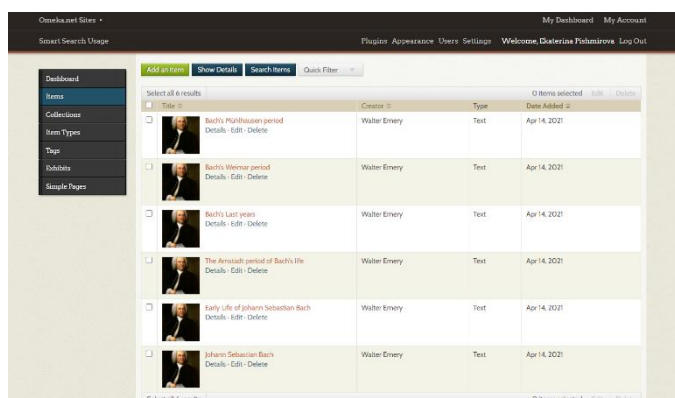 Omeka.net Sites
My Dashboard My Account
Smart Search Usage
Plugins Appearance Users Settings Welcome, Ekaterina Pishmirova Log Out
Add an Item Show Details Search Items Quick Filter
Dashboard
Items
Collections
Item Types
Tags
Exhibits
Simple Pages
Select all 6 results 0 items selected Edit Delete
Title Creator Type Date Added
Bach's Mühlhausen period Walter Emery Text Apr 14, 2021
Details · Edit · Delete
Bach's Weimar period Walter Emery Text Apr 14, 2021
Details · Edit · Delete
Bach's Last years Walter Emery Text Apr 14, 2021
Details · Edit · Delete
The Arnstadt period of Bach's life Walter Emery Text Apr 14, 2021
Details · Edit · Delete
Early Life of Johann Sebastian Bach Walter Emery Text Apr 14, 2021
Details · Edit · Delete
Johann Sebastian Bach Walter Emery Text Apr 14, 2021
Details · Edit · Delete